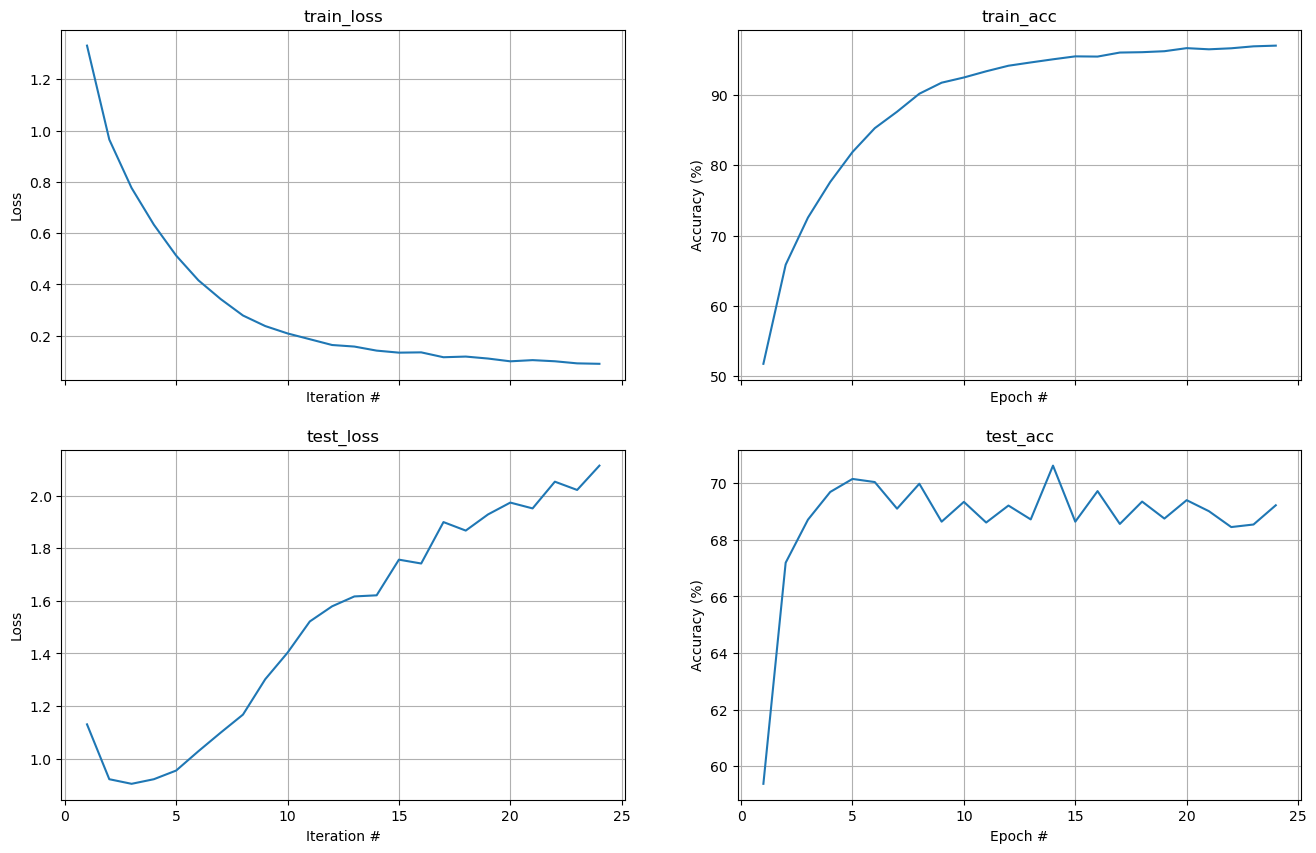 train_loss
1.2
1.0
0.8
0.6
0.4
0.2
Loss
Iteration #
train_acc
90
80
70
60
50
Accuracy (%)
Epoch #
test_loss
2.0
1.8
1.6
1.4
1.2
1.0
Loss
0 5 10 15 20 25
Iteration #
test_acc
70
68
66
64
62
60
Accuracy (%)
0 5 10 15 20 25
Epoch #